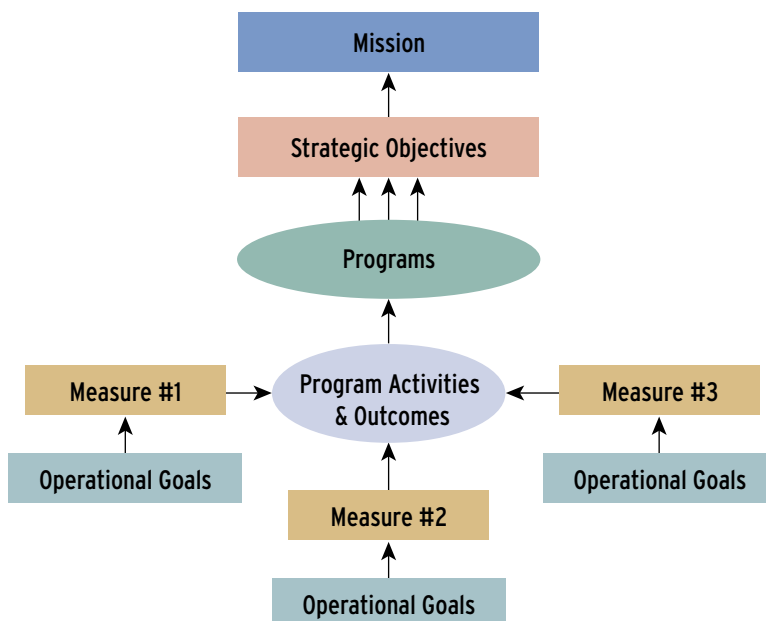 Mission
Strategic Objectives
Programs
Program Activities
& Outcomes
Measure #1
Measure #3
Operational Goals
Operational Goals
Measure #2
Operational Goals